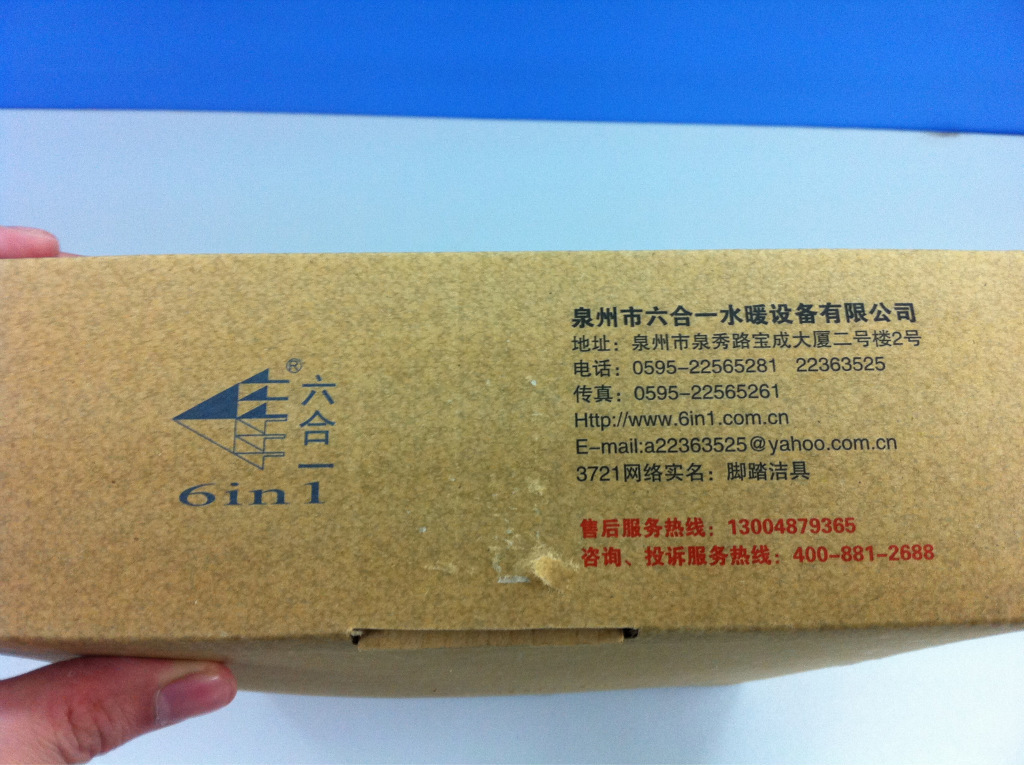 ®
六
合
一
6in1
泉州市六合一水暖设备有限公司
地址：泉州市泉秀路宝成大厦二号楼2号
电话：0595-22565281 22363525
传真：0595-22565261
Http://www.6in1.com.cn
E-mail:a22363525@yahoo.com.cn
3721网络实名：脚踏洁具
售后服务热线：13004879365
咨询、投诉服务热线：400-881-2688